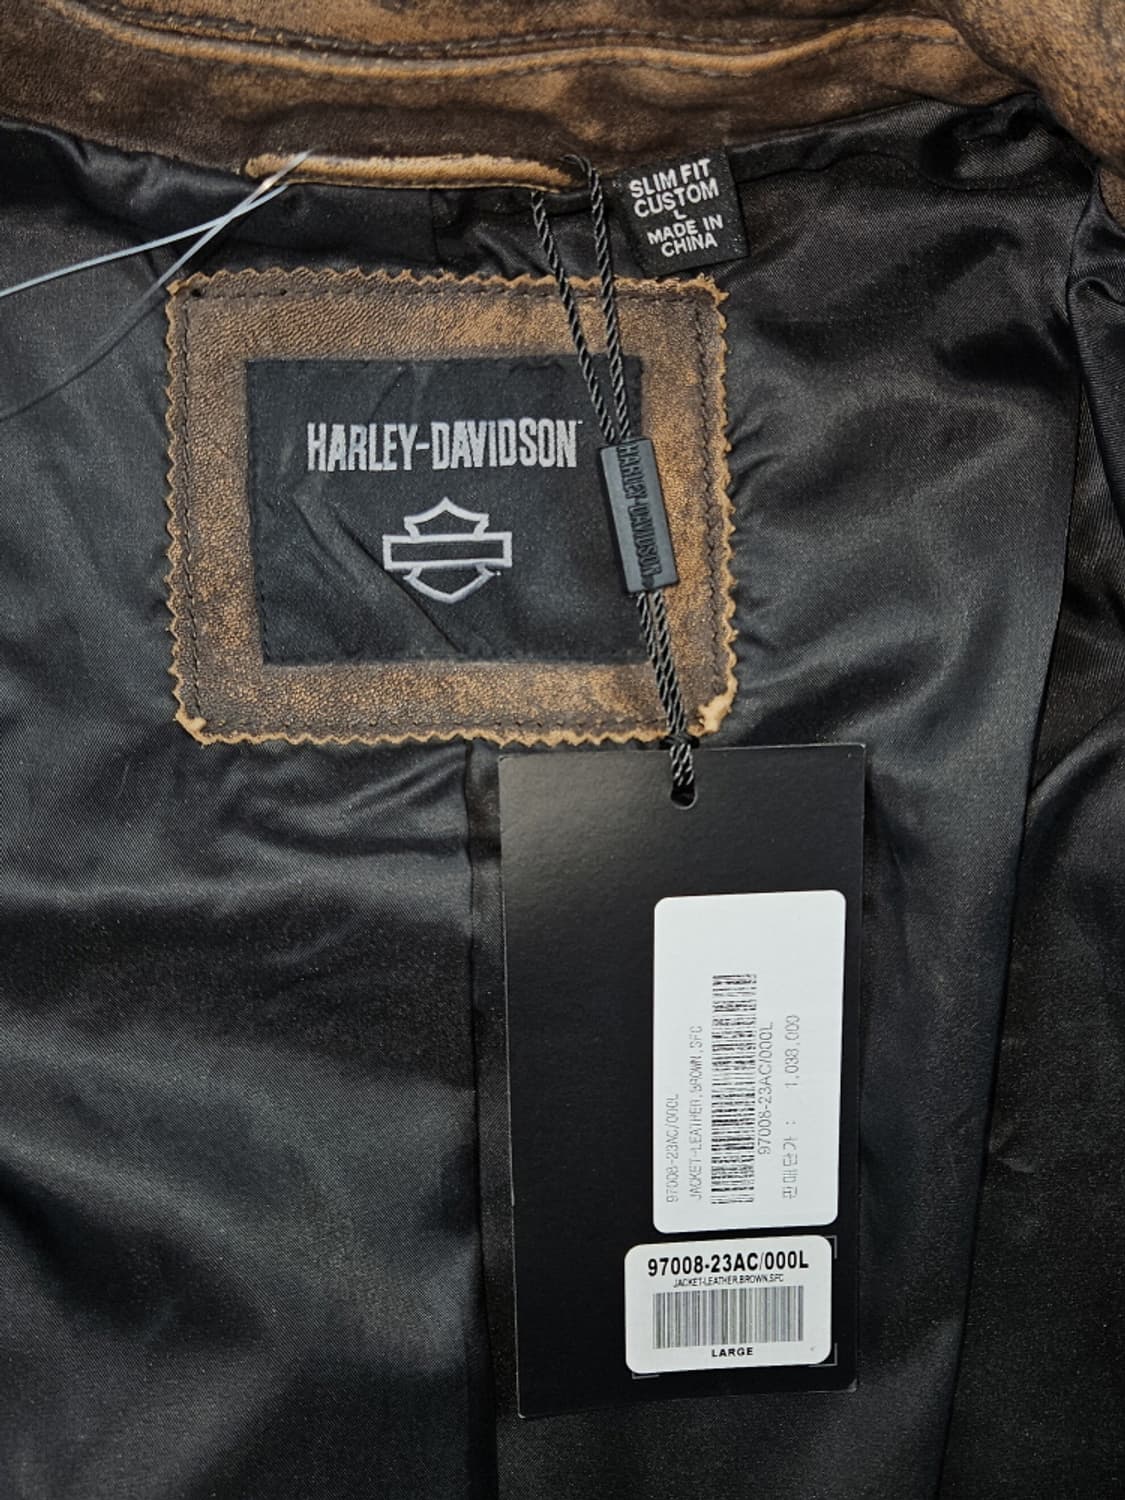 SLIM FIT
CUSTOM
L
MADE IN
CHINA
HARLEY-DAVIDSON
HARLEY-DAVIDSON
97008-23AC/000L
JACKET-LEATHER,BROWN,SFC
97008-23AC/000L
판매단가 : 1,038,000
97008-23AC/000L
JACKET-LEATHER,BROWN,SFC
LARGE